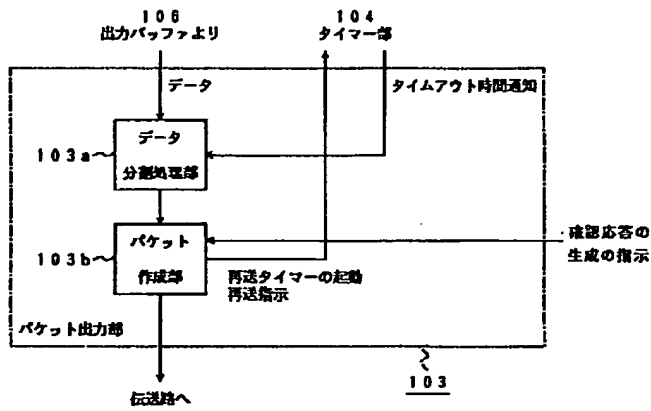 106
出力バッファより
104
タイマー部
データ
タイムアウト時間通知
データ
分割処理部
103a
パケット
作成部
103b
確認応答の
生成の指示
再送タイマーの起動
再送指示
パケット出力部
103
伝送路へ